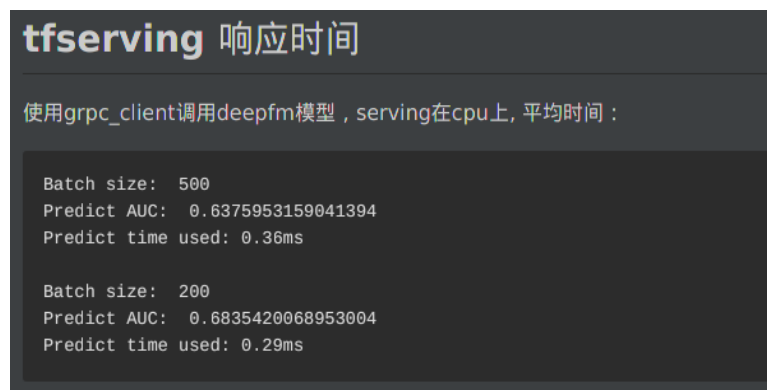 tfserving 响应时间
使用grpc_client调用deepfm模型，serving在cpu上, 平均时间：
Batch size:  500
Predict AUC:  0.6375953159041394
Predict time used: 0.36ms
Batch size:  200
Predict AUC:  0.6835420068953004
Predict time used: 0.29ms